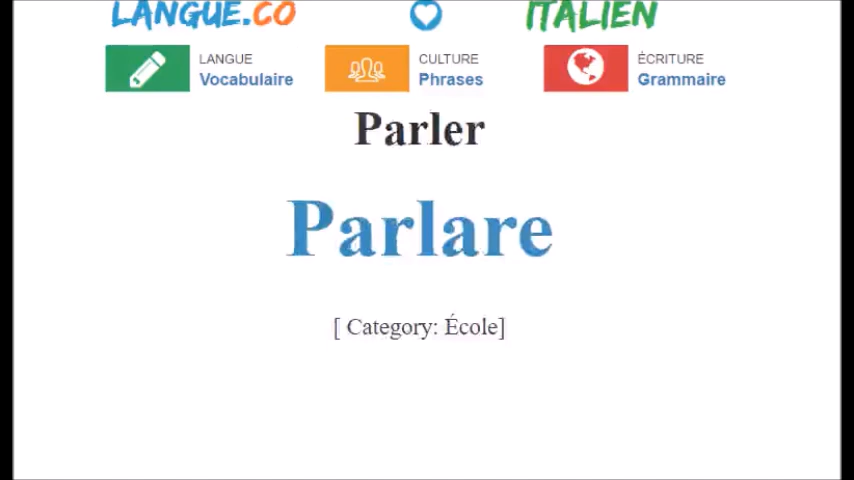 LANGUE.CO
ITALIEN
LANGUE
Vocabulaire
CULTURE
Phrases
ÉCRITURE
Grammaire
Parler
Parlare
[ Category: École]